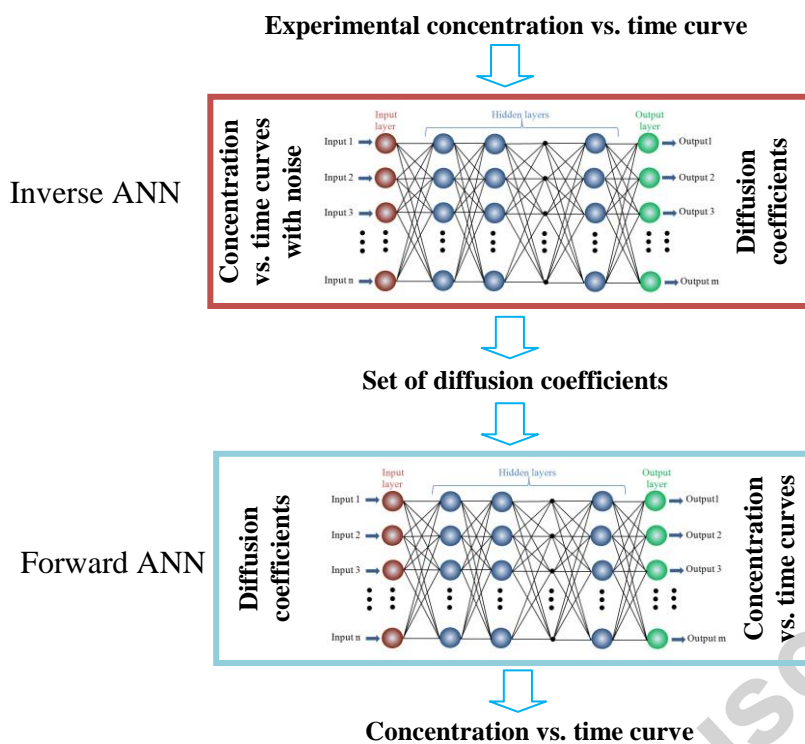 Experimental concentration vs. time curve
Inverse ANN
Concentration
vs. time curves
with noise
Input
layer
Hidden layers
Output
layer
Input 1
Input 2
Input 3
Input n
Output1
Output 2
Output 3
Output m
Diffusion
coefficients
Set of diffusion coefficients
Forward ANN
Diffusion
coefficients
Input
layer
Hidden layers
Output
layer
Input 1
Input 2
Input 3
Input n
Output1
Output 2
Output 3
Output m
Concentration
vs. time curves
Concentration vs. time curve